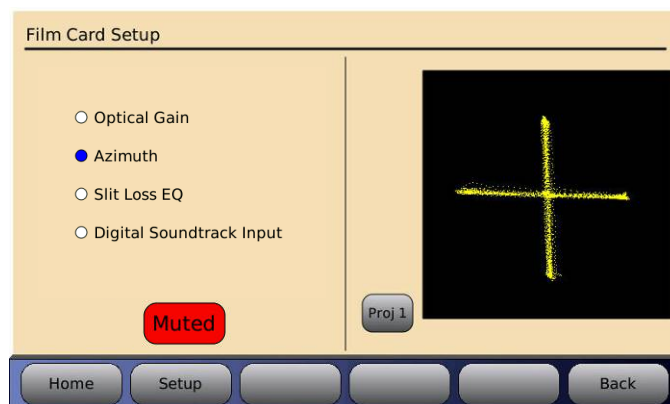 Film Card Setup
Optical Gain
Azimuth
Slit Loss EQ
Digital Soundtrack Input
Muted
Proj 1
Home
Setup
Back